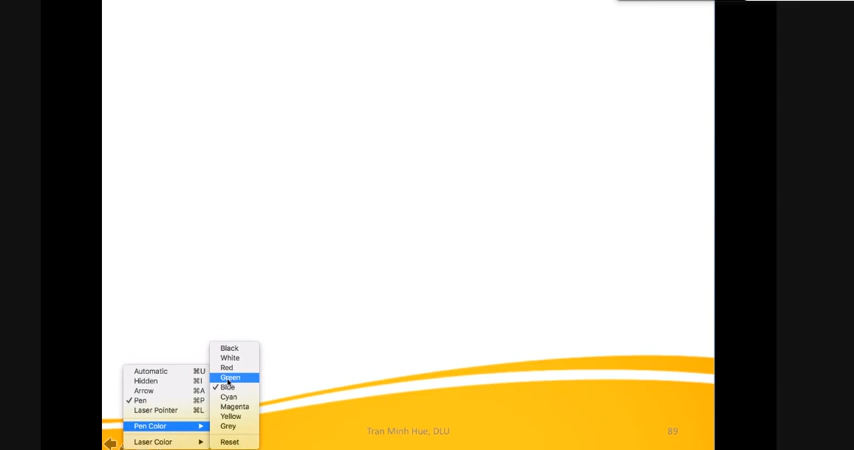 Automatic ⌘U
Hidden ⌘I
Arrow ⌘A
✓ Pen ⌘P
Laser Pointer ⌘L
Pen Color ▶
Laser Color ▶
Black
White
Red
Green
✓ Blue
Cyan
Magenta
Yellow
Grey
Reset
Tran Minh Hue, DLU
89